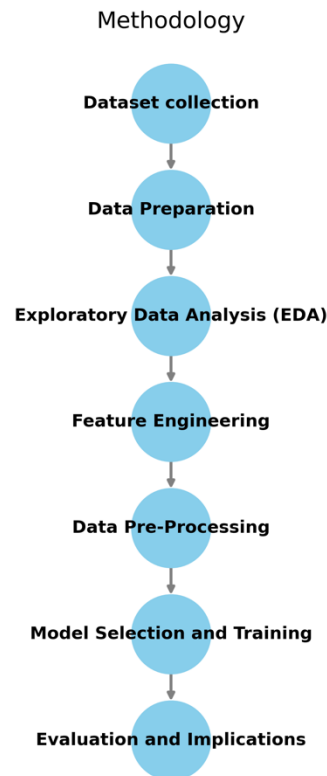 Methodology
Dataset collection
Data Preparation
Exploratory Data Analysis (EDA)
Feature Engineering
Data Pre-Processing
Model Selection and Training
Evaluation and Implications